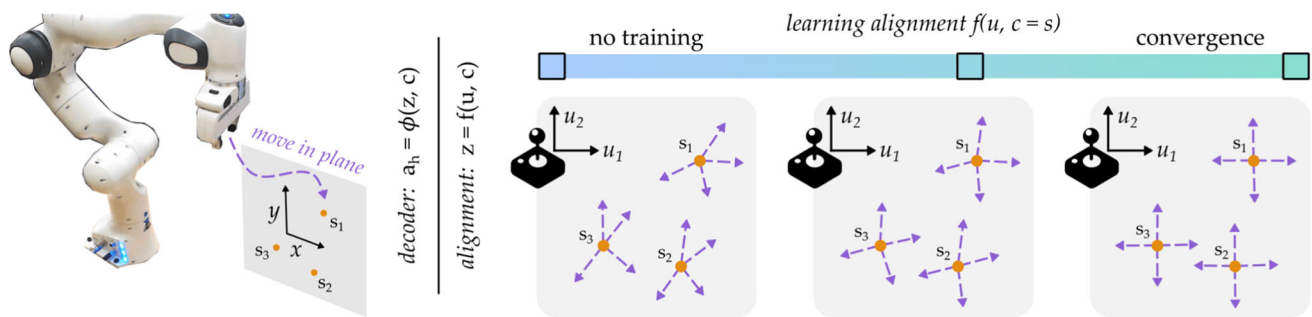 move in plane
y
x
s₁
s₃
s₂
decoder: aₕ = ϕ(z, c)
alignment: z = f(u, c)
learning alignment f(u, c = s)
no training
convergence
u₂
u₁
s₁
s₃
s₂
u₂
u₁
s₁
s₃
s₂
u₂
u₁
s₁
s₃
s₂